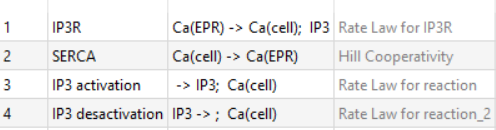 1 IP3R Ca(EPR) -> Ca(cell); IP3 Rate Law for IP3R
2 SERCA Ca(cell) -> Ca(EPR) Hill Cooperativity
3 IP3 activation -> IP3; Ca(cell) Rate Law for reaction
4 IP3 desactivation IP3 -> ; Ca(cell) Rate Law for reaction_2